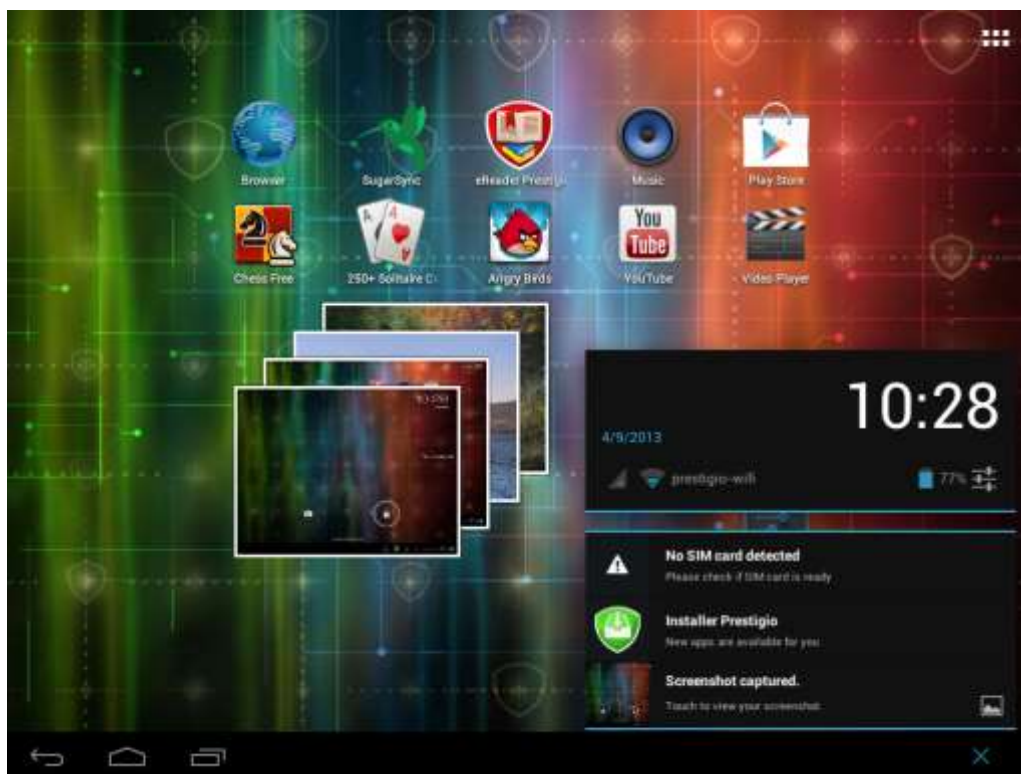 Browser
SugarSync
eReader Prestigio
Music
Play Store
You
Tube
Chess Free
250+ Solitaire C
Angry Birds
YouTube
Video Player
10:28
4/9/2013
prestigio-wifi
77%
No SIM card detected
Please check if SIM card is ready
Installer Prestigio
New apps are available for you
Screenshot captured.
Touch to view your screenshot.